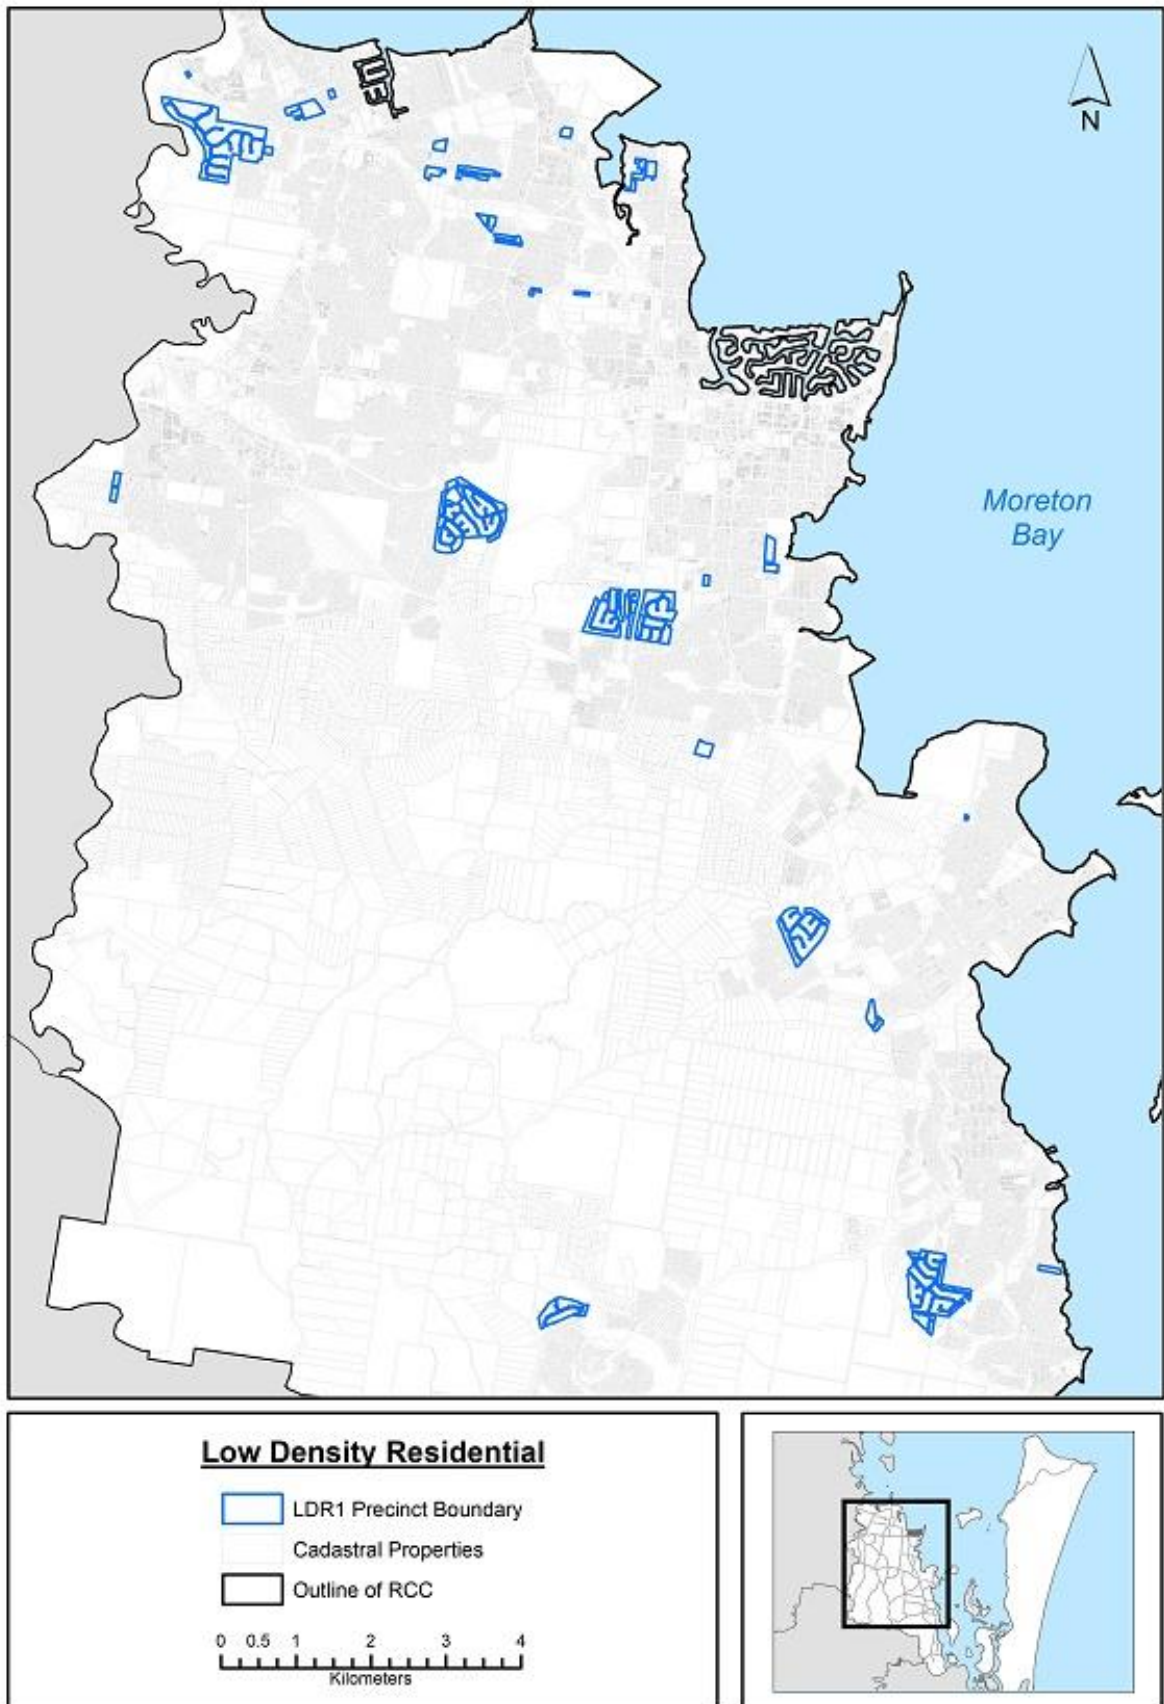 N
Moreton
Bay
Low Density Residential
LDR1 Precinct Boundary
Cadastral Properties
Outline of RCC
0 0.5 1 2 3 4
Kilometers